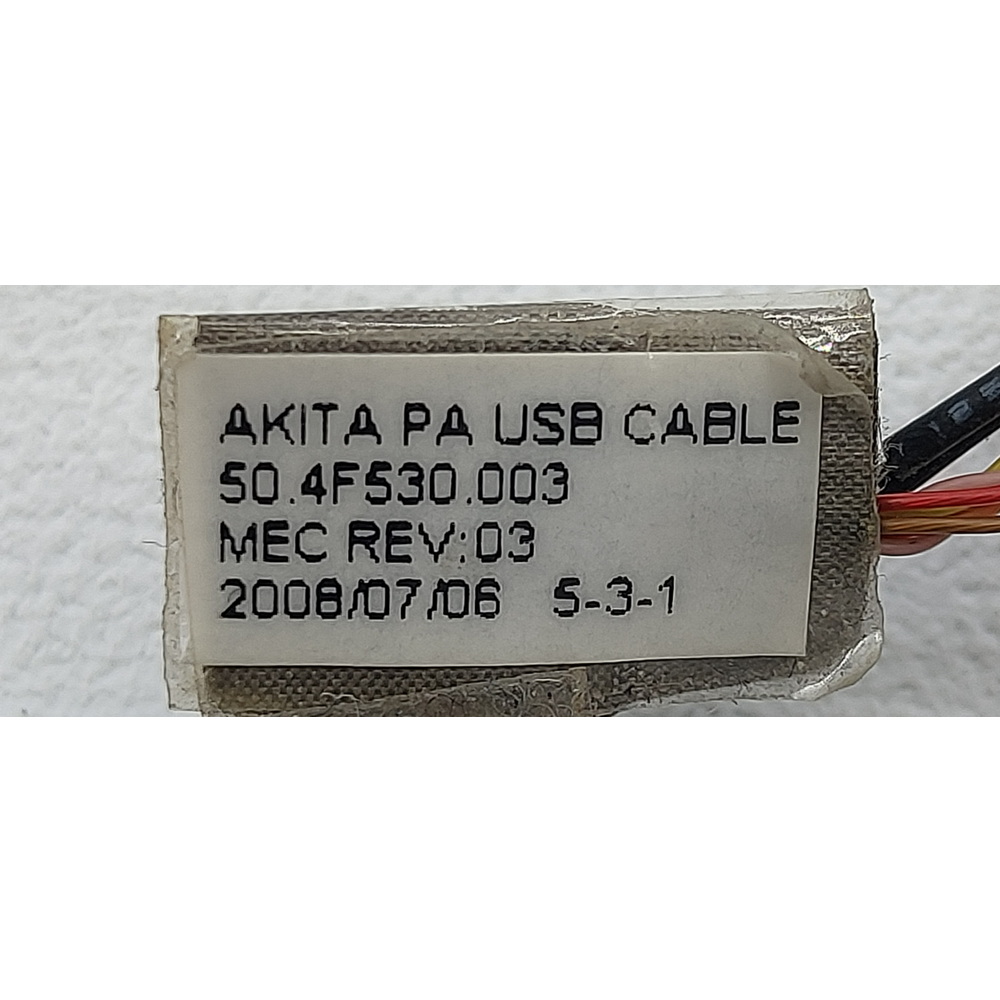 AKITA PA USB CABLE
50.4F530.003
MEC REV:03
2008/07/06 5-3-1